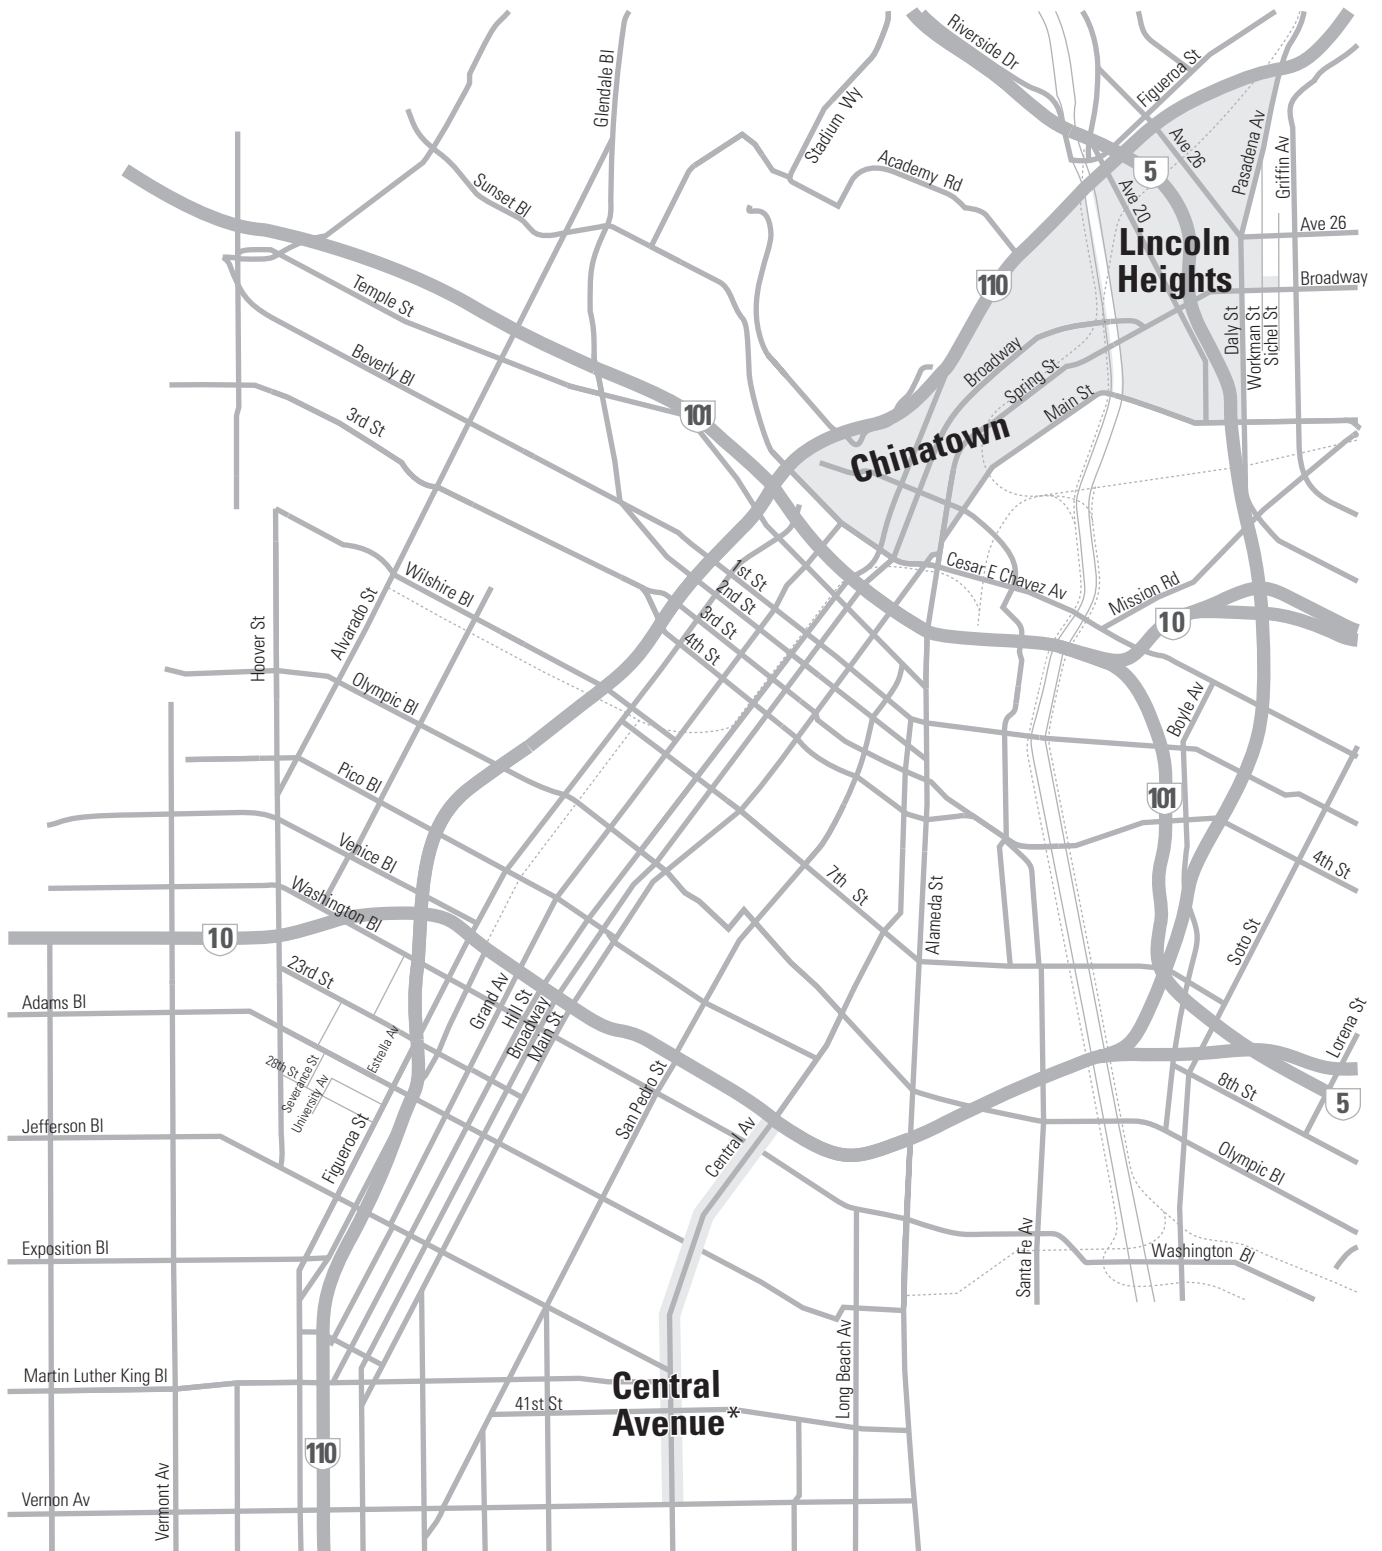 Riverside Dr
Figueroa St
Glendale Bl
Stadium Wy
Academy Rd
Ave 26
Pasadena Av
Griffin Av
5
Ave 20
Sunset Bl
Ave 26
Lincoln
Heights
110
Broadway
Temple St
Daly St
Workman St
Sichel St
Beverly Bl
Broadway
Spring St
Main St
101
3rd St
Chinatown
Wilshire Bl
1st St
2nd St
3rd St
4th St
Cesar E Chavez Av
Mission Rd
10
Hoover St
Alvarado St
Olympic Bl
Boyle Av
Pico Bl
101
Venice Bl
4th St
7th St
Washington Bl
Alameda St
Soto St
10
23rd St
Grand Av
Hill St
Broadway
Main St
Adams Bl
Estrella Av
Lorena St
28th St
Severance St
University Av
San Pedro St
8th St
5
Jefferson Bl
Figueroa St
Central Av
Olympic Bl
Exposition Bl
Santa Fe Av
Washington Bl
Martin Luther King Bl
Long Beach Av
Central
Avenue*
41st St
110
Vermont Av
Vernon Av